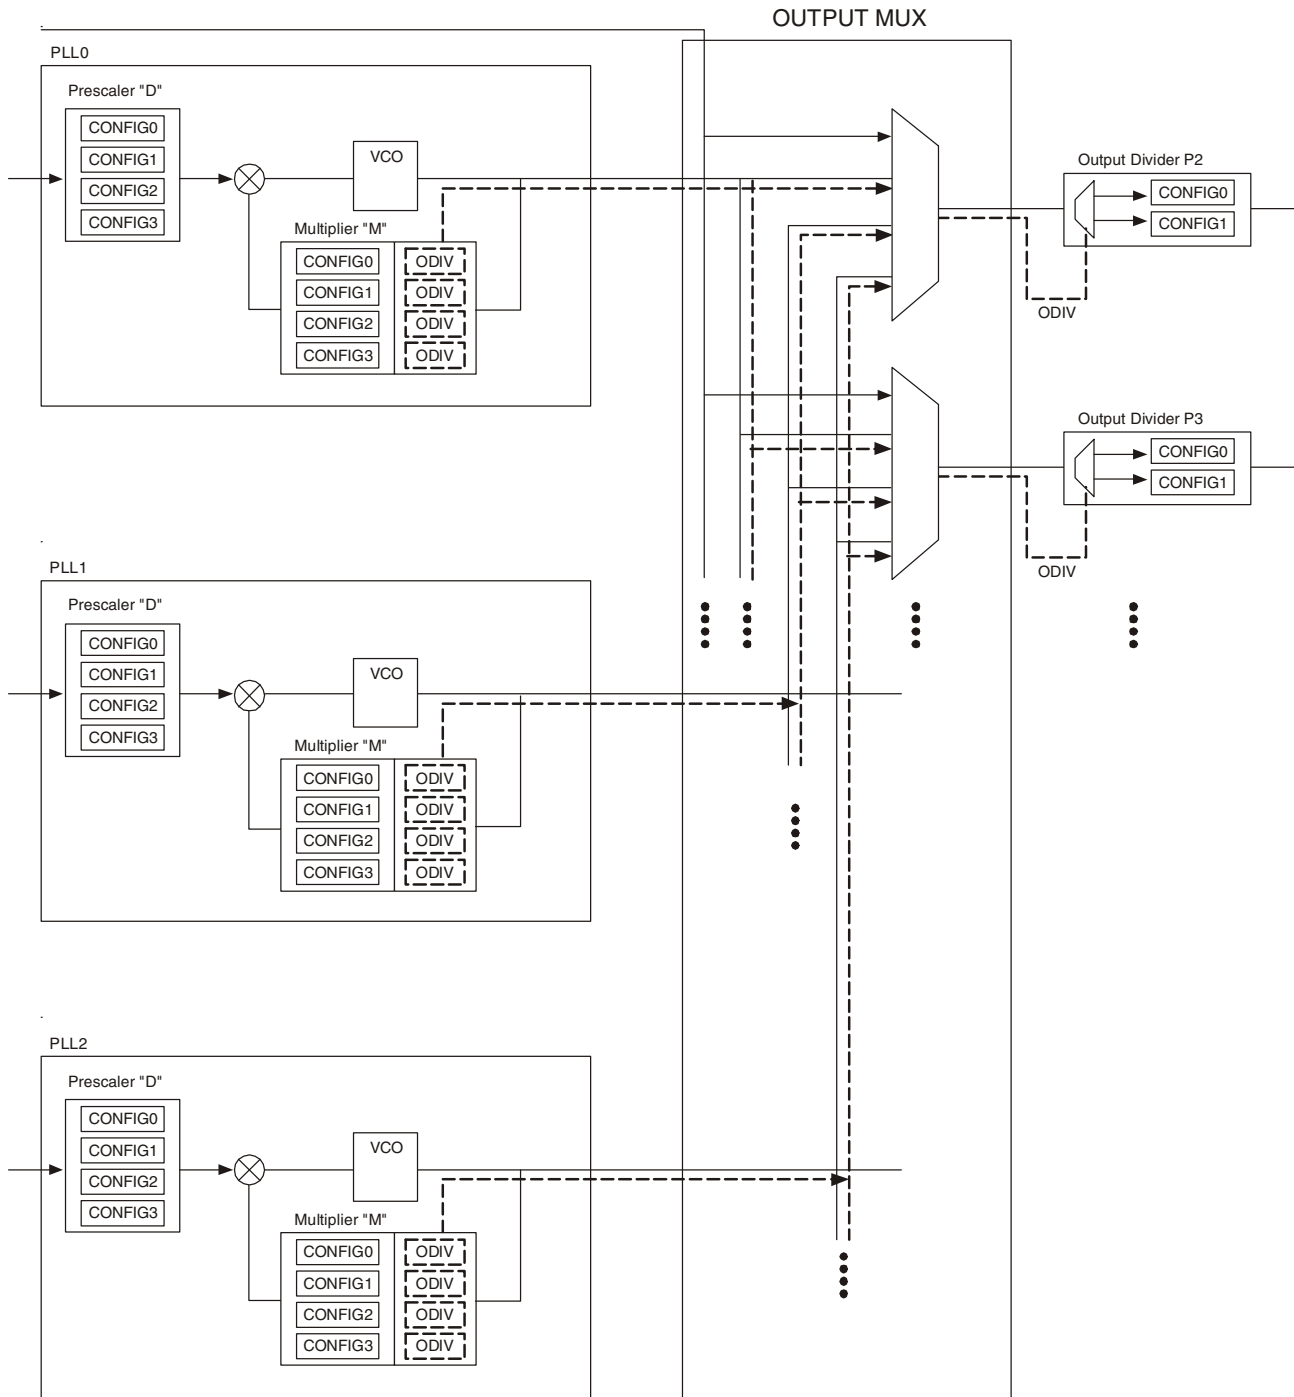 OUTPUT MUX
PLL0
Prescaler "D"
CONFIG0
CONFIG1
CONFIG2
CONFIG3
VCO
Multiplier "M"
CONFIG0 ODIV
CONFIG1 ODIV
CONFIG2 ODIV
CONFIG3 ODIV
Output Divider P2
CONFIG0
CONFIG1
ODIV
Output Divider P3
CONFIG0
CONFIG1
ODIV
PLL1
Prescaler "D"
CONFIG0
CONFIG1
CONFIG2
CONFIG3
VCO
Multiplier "M"
CONFIG0 ODIV
CONFIG1 ODIV
CONFIG2 ODIV
CONFIG3 ODIV
PLL2
Prescaler "D"
CONFIG0
CONFIG1
CONFIG2
CONFIG3
VCO
Multiplier "M"
CONFIG0 ODIV
CONFIG1 ODIV
CONFIG2 ODIV
CONFIG3 ODIV